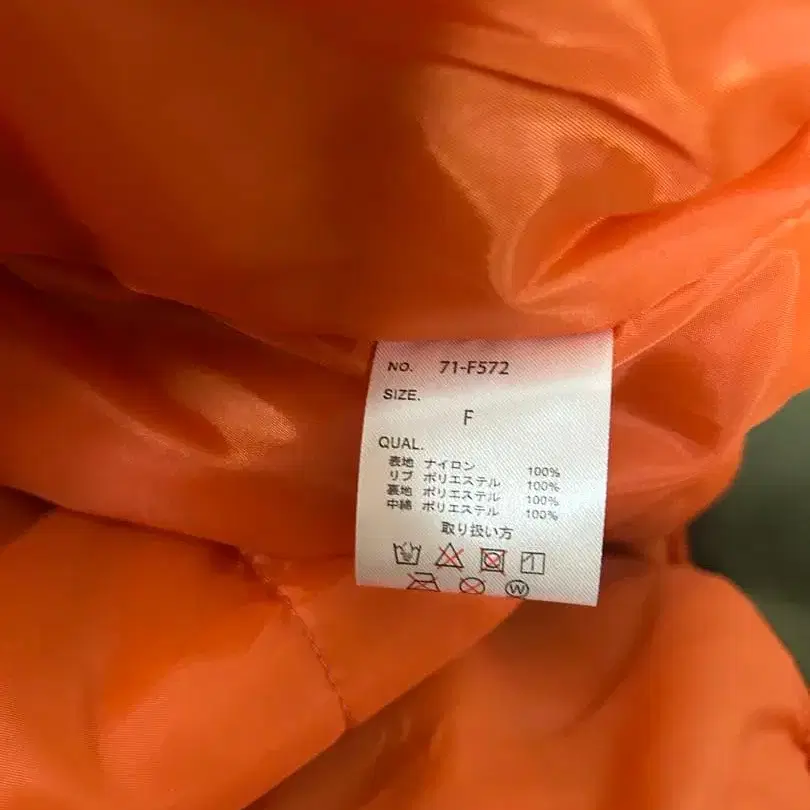 NO. 71-F572
SIZE.
F
QUAL.
表地 ナイロン 100%
リブ ポリエステル 100%
裏地 ポリエステル 100%
中綿 ポリエステル 100%
取り扱い方
W